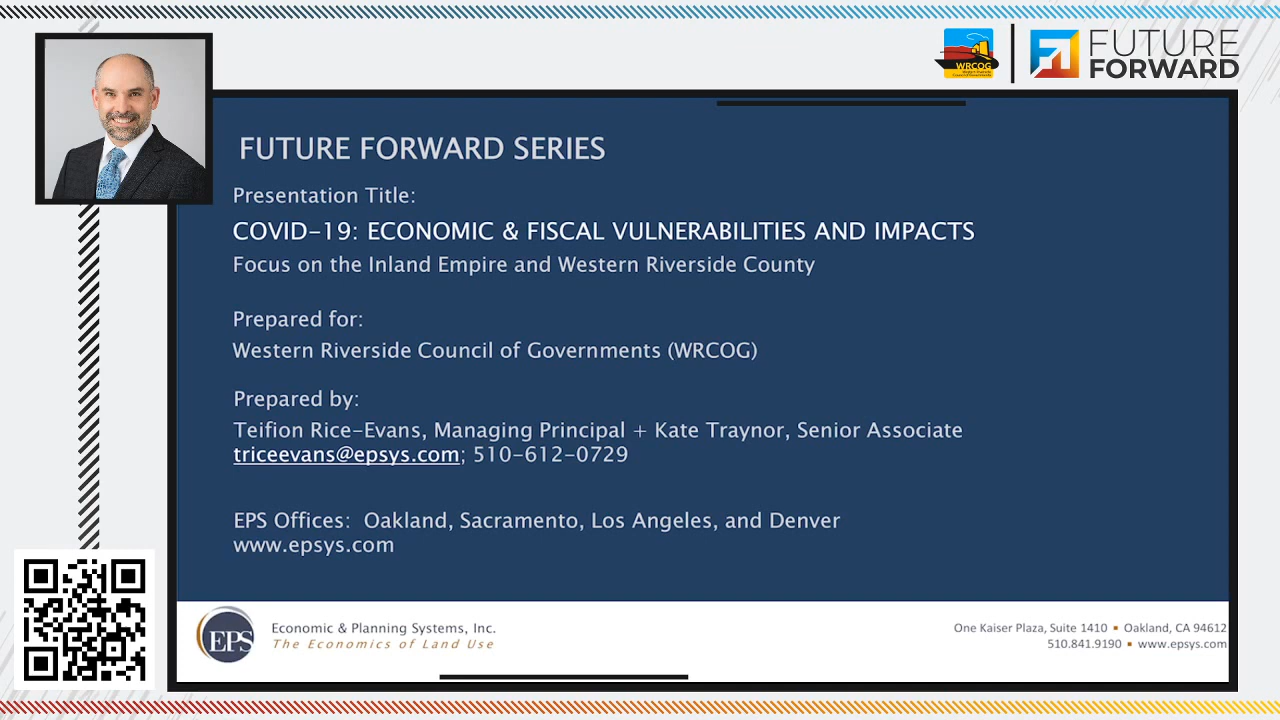 WRCOG
FUTURE
FORWARD
FUTURE FORWARD SERIES
Presentation Title:
COVID-19: ECONOMIC & FISCAL VULNERABILITIES AND IMPACTS
Focus on the Inland Empire and Western Riverside County
Prepared for:
Western Riverside Council of Governments (WRCOG)
Prepared by:
Teifion Rice-Evans, Managing Principal + Kate Traynor, Senior Associate
triceevans@epsys.com; 510-612-0729
EPS Offices: Oakland, Sacramento, Los Angeles, and Denver
www.epsys.com
EPS
Economic & Planning Systems, Inc.
The Economics of Land Use
One Kaiser Plaza, Suite 1410 ▪ Oakland, CA 94612
510.841.9190 ▪ www.epsys.com